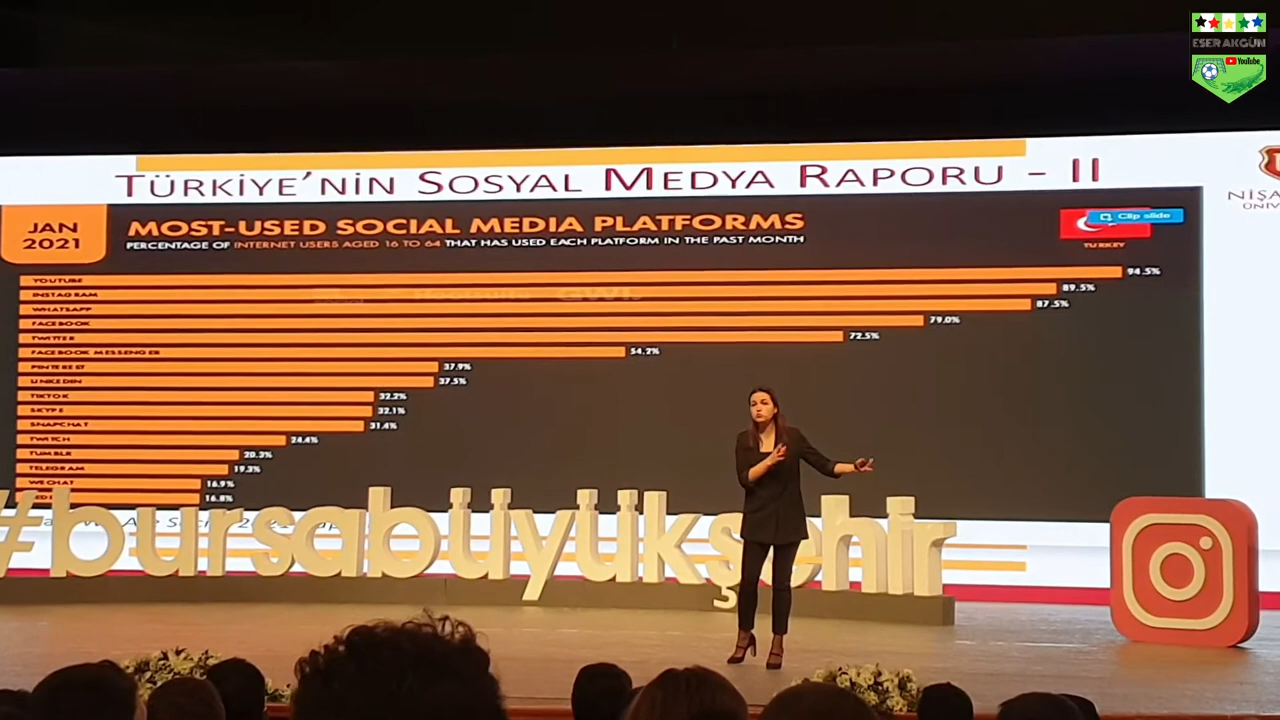 ESER AKGÜN
YouTube
TÜRKİYE'NİN SOSYAL MEDYA RAPORU - II
JAN
2021
MOST-USED SOCIAL MEDIA PLATFORMS
PERCENTAGE OF INTERNET USERS AGED 16 TO 64 THAT HAS USED EACH PLATFORM IN THE PAST MONTH
Clip slide
TURKEY
YOUTUBE 94.5%
INSTAGRAM 89.5%
WHATSAPP 87.5%
FACEBOOK 79.0%
TWITTER 72.5%
FACEBOOK MESSENGER 54.2%
PINTEREST 37.9%
LINKEDIN 37.5%
TIKTOK 32.2%
SKYPE 32.1%
SNAPCHAT 31.4%
TWITCH 24.4%
TUMBLR 20.3%
TELEGRAM 19.3%
WECHAT 16.9%
16.8%
#bursabüyükşehir